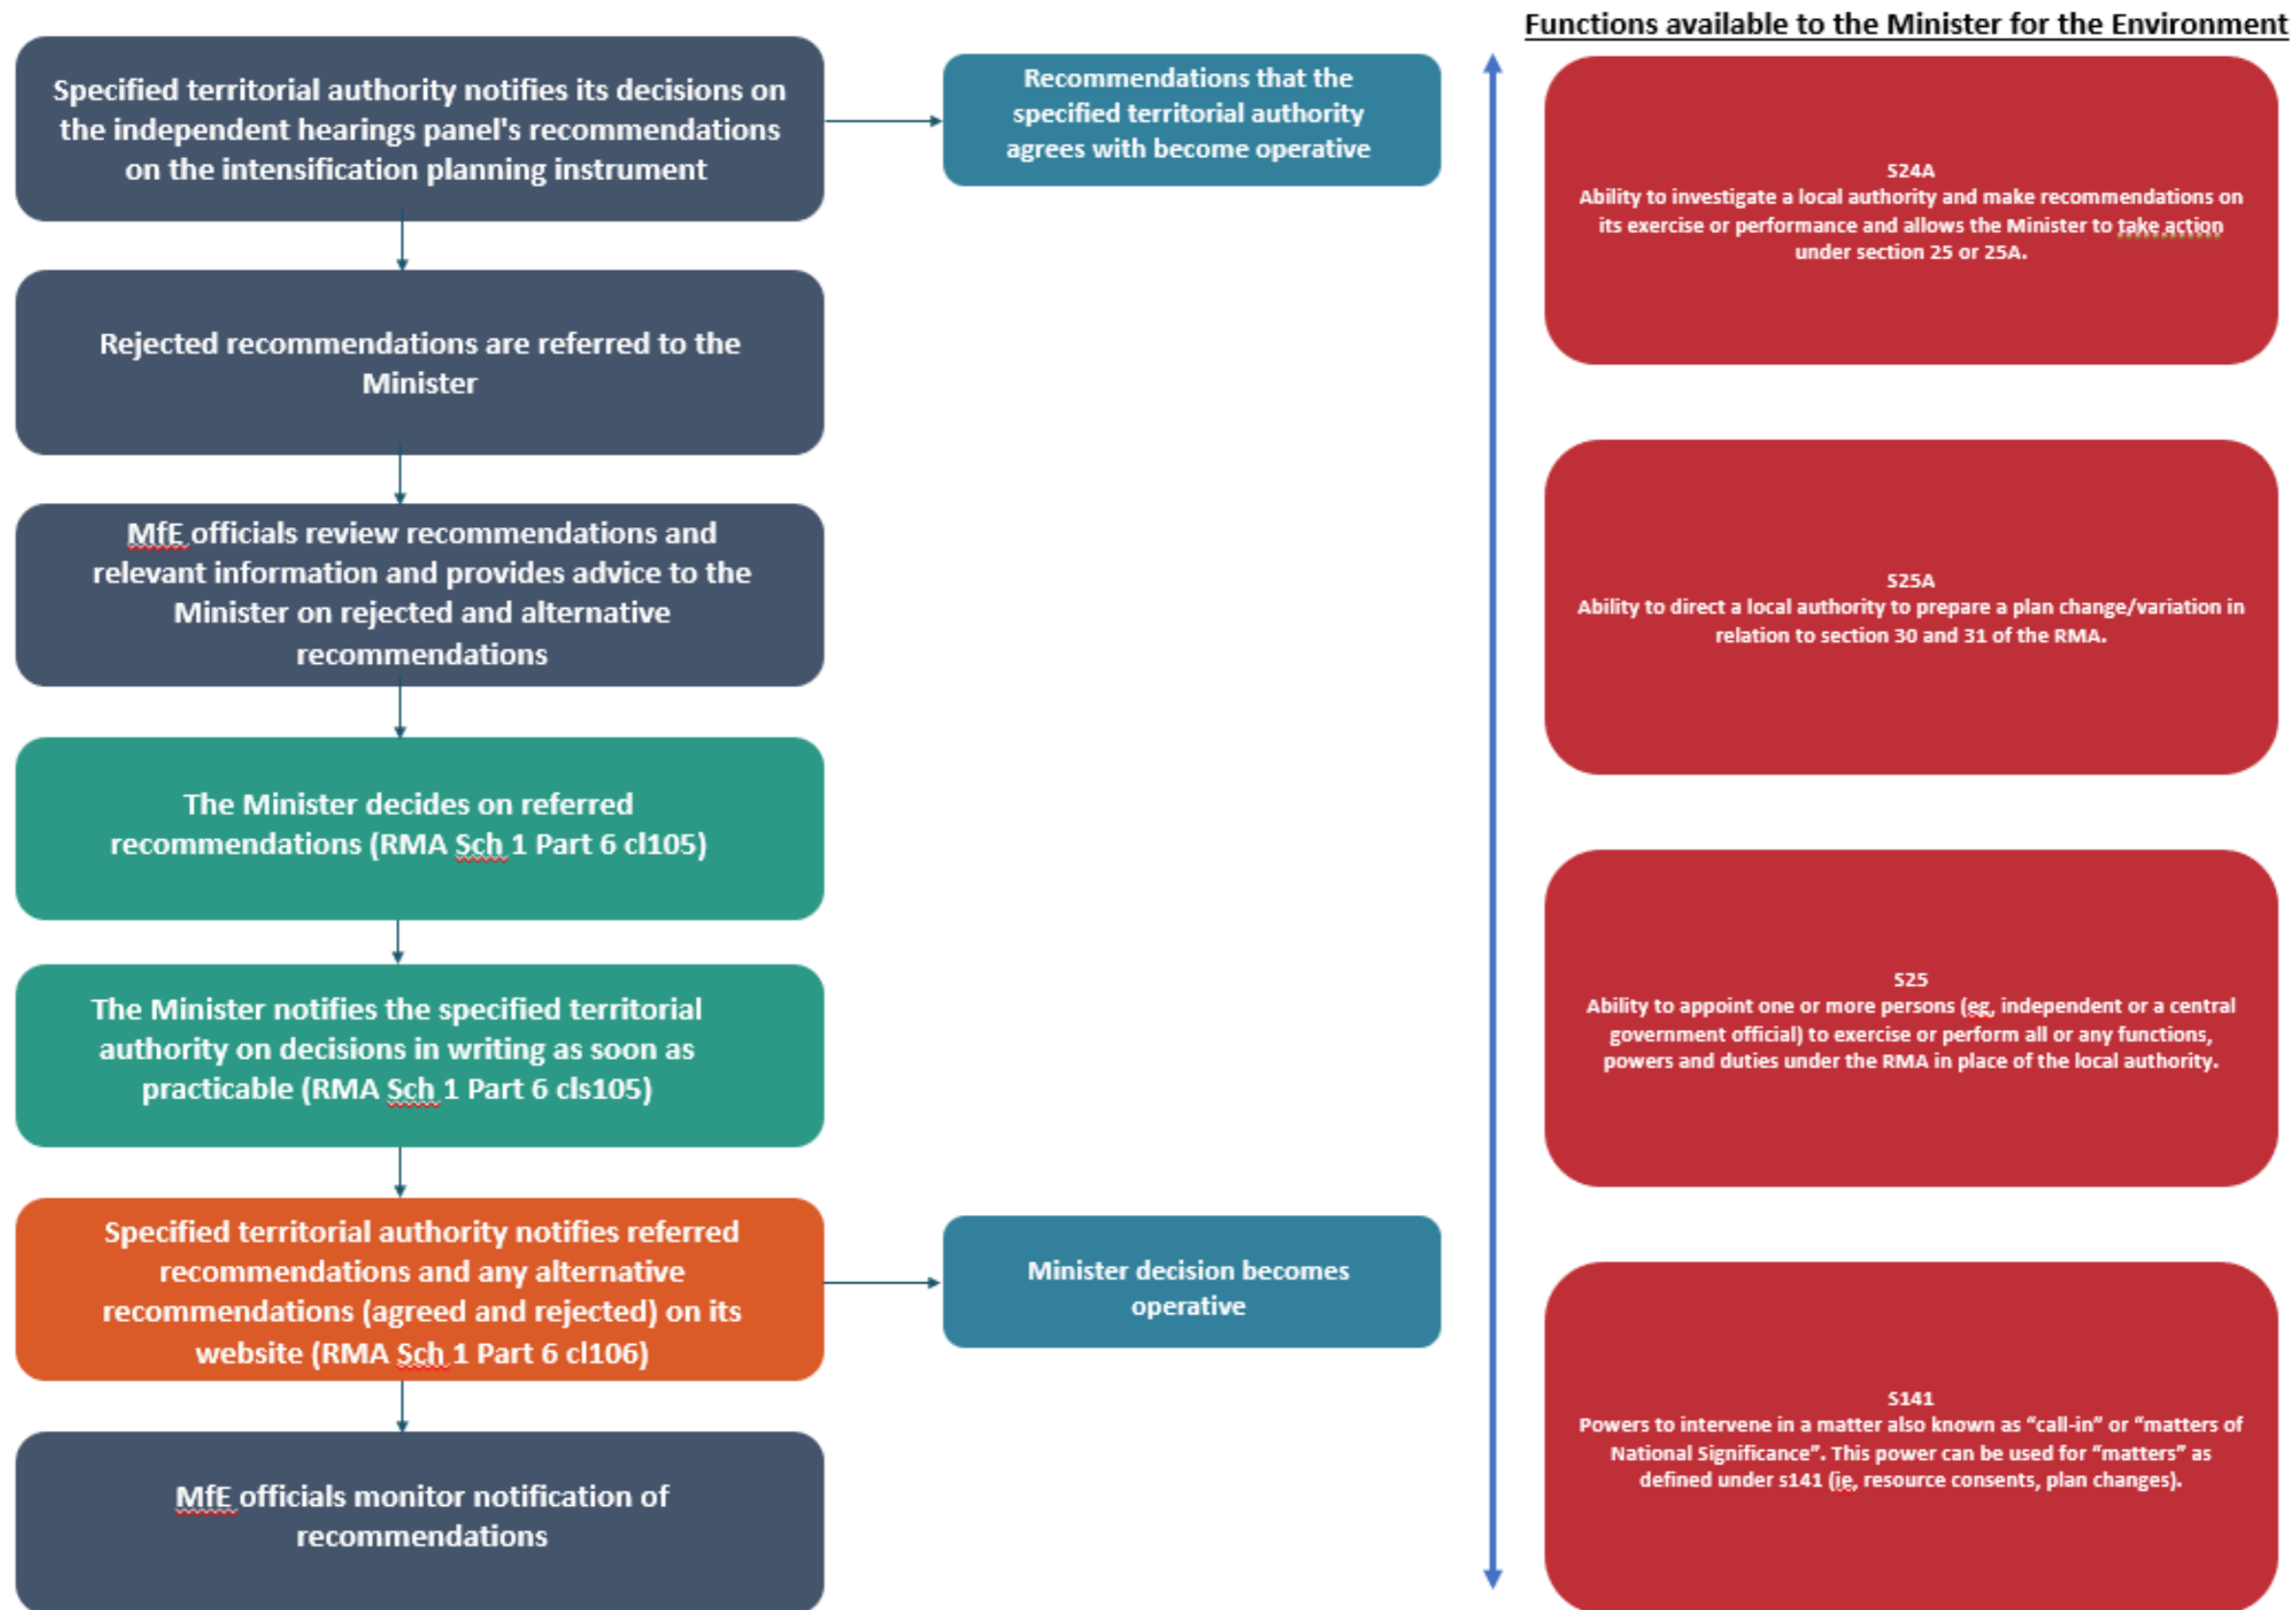 Functions available to the Minister for the Environment
Specified territorial authority notifies its decisions on
the independent hearings panel's recommendations
on the intensification planning instrument
Recommendations that the
specified territorial authority
agrees with become operative
Rejected recommendations are referred to the
Minister
MfE officials review recommendations and
relevant information and provides advice to the
Minister on rejected and alternative
recommendations
The Minister decides on referred
recommendations (RMA Sch 1 Part 6 cl105)
The Minister notifies the specified territorial
authority on decisions in writing as soon as
practicable (RMA Sch 1 Part 6 cls105)
Specified territorial authority notifies referred
recommendations and any alternative
recommendations (agreed and rejected) on its
website (RMA Sch 1 Part 6 cl106)
Minister decision becomes
operative
MfE officials monitor notification of
recommendations
S24A
Ability to investigate a local authority and make recommendations on
its exercise or performance and allows the Minister to take action
under section 25 or 25A.
S25A
Ability to direct a local authority to prepare a plan change/variation in
relation to section 30 and 31 of the RMA.
S25
Ability to appoint one or more persons (eg, independent or a central
government official) to exercise or perform all or any functions,
powers and duties under the RMA in place of the local authority.
S141
Powers to intervene in a matter also known as “call-in” or “matters of
National Significance”. This power can be used for “matters” as
defined under s141 (ie, resource consents, plan changes).